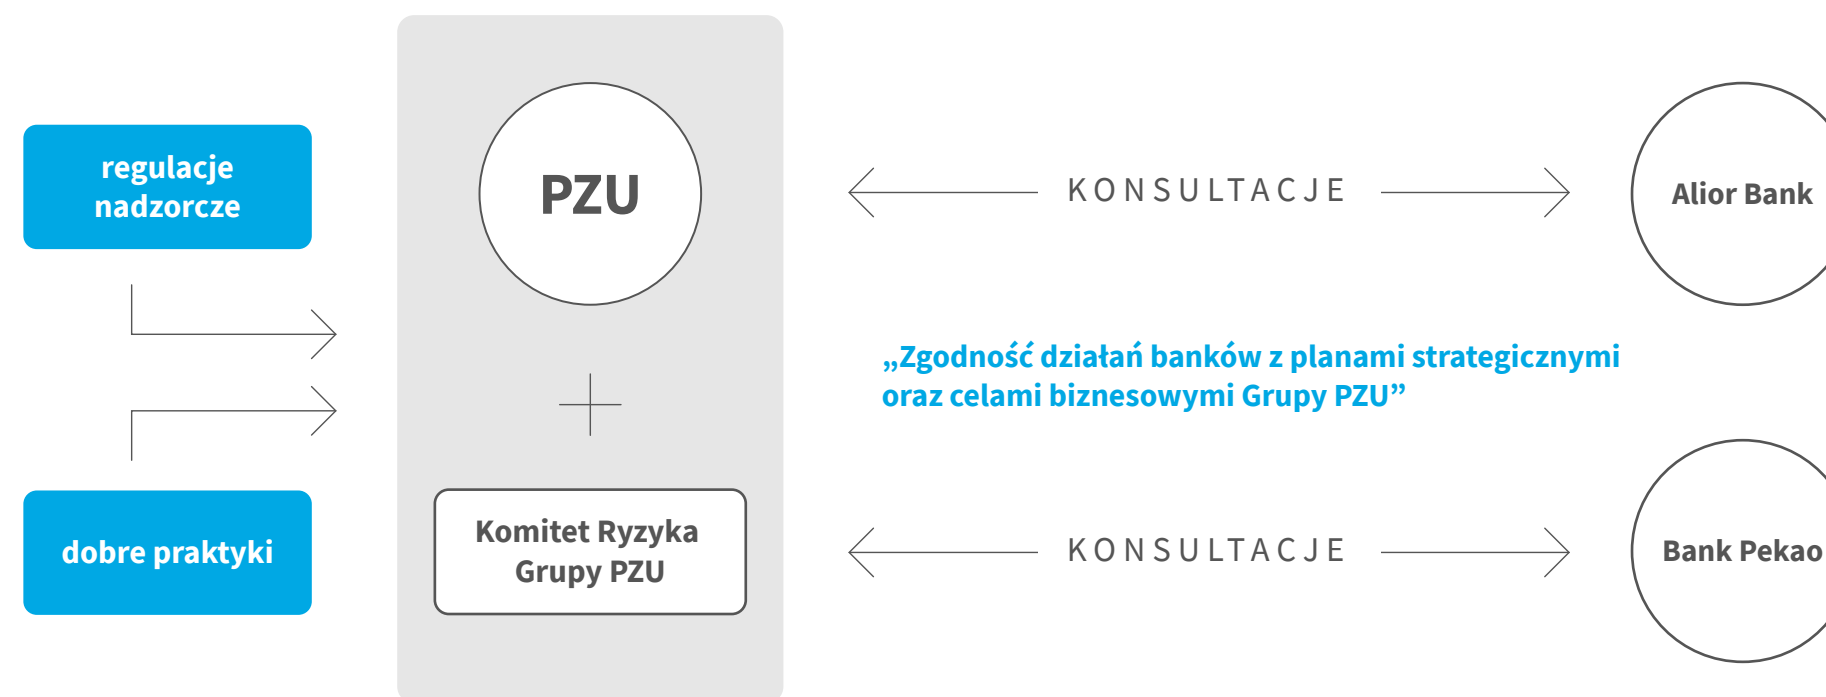 regulacje
nadzorcze
dobre praktyki
PZU
Komitet Ryzyka
Grupy PZU
KONSULTACJE
„Zgodność działań banków z planami strategicznymi
oraz celami biznesowymi Grupy PZU”
KONSULTACJE
Alior Bank
Bank Pekao